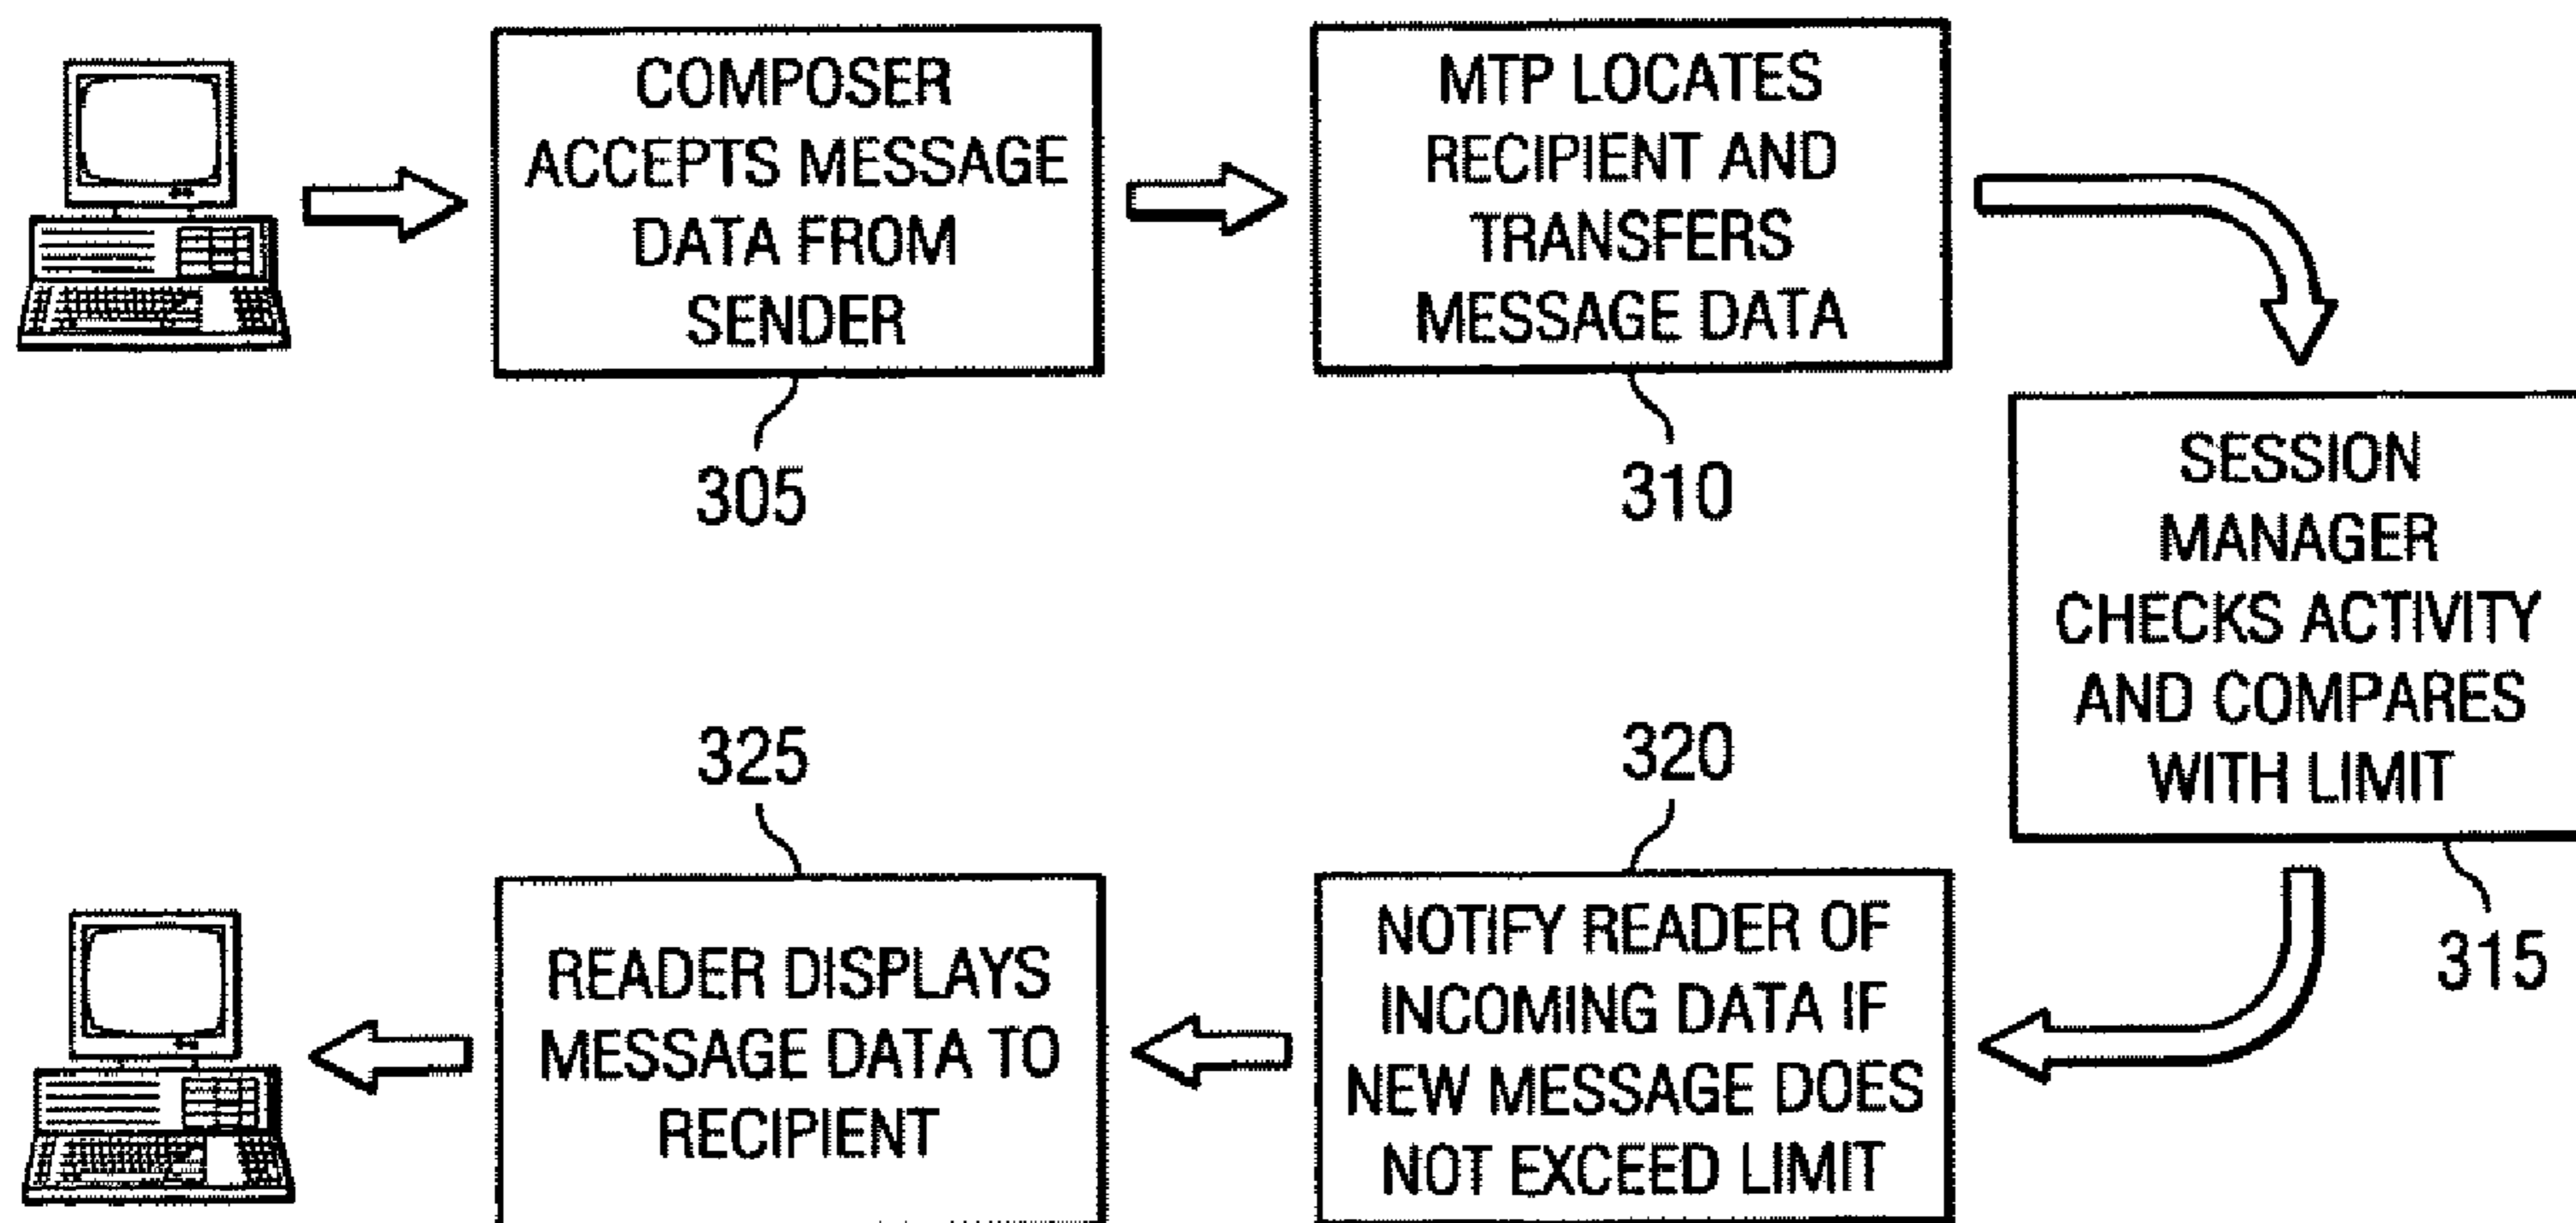 COMPOSER
ACCEPTS MESSAGE
DATA FROM
SENDER
305
MTP LOCATES
RECIPIENT AND
TRANSFERS
MESSAGE DATA
310
SESSION
MANAGER
CHECKS ACTIVITY
AND COMPARES
WITH LIMIT
315
320
NOTIFY READER OF
INCOMING DATA IF
NEW MESSAGE DOES
NOT EXCEED LIMIT
325
READER DISPLAYS
MESSAGE DATA TO
RECIPIENT